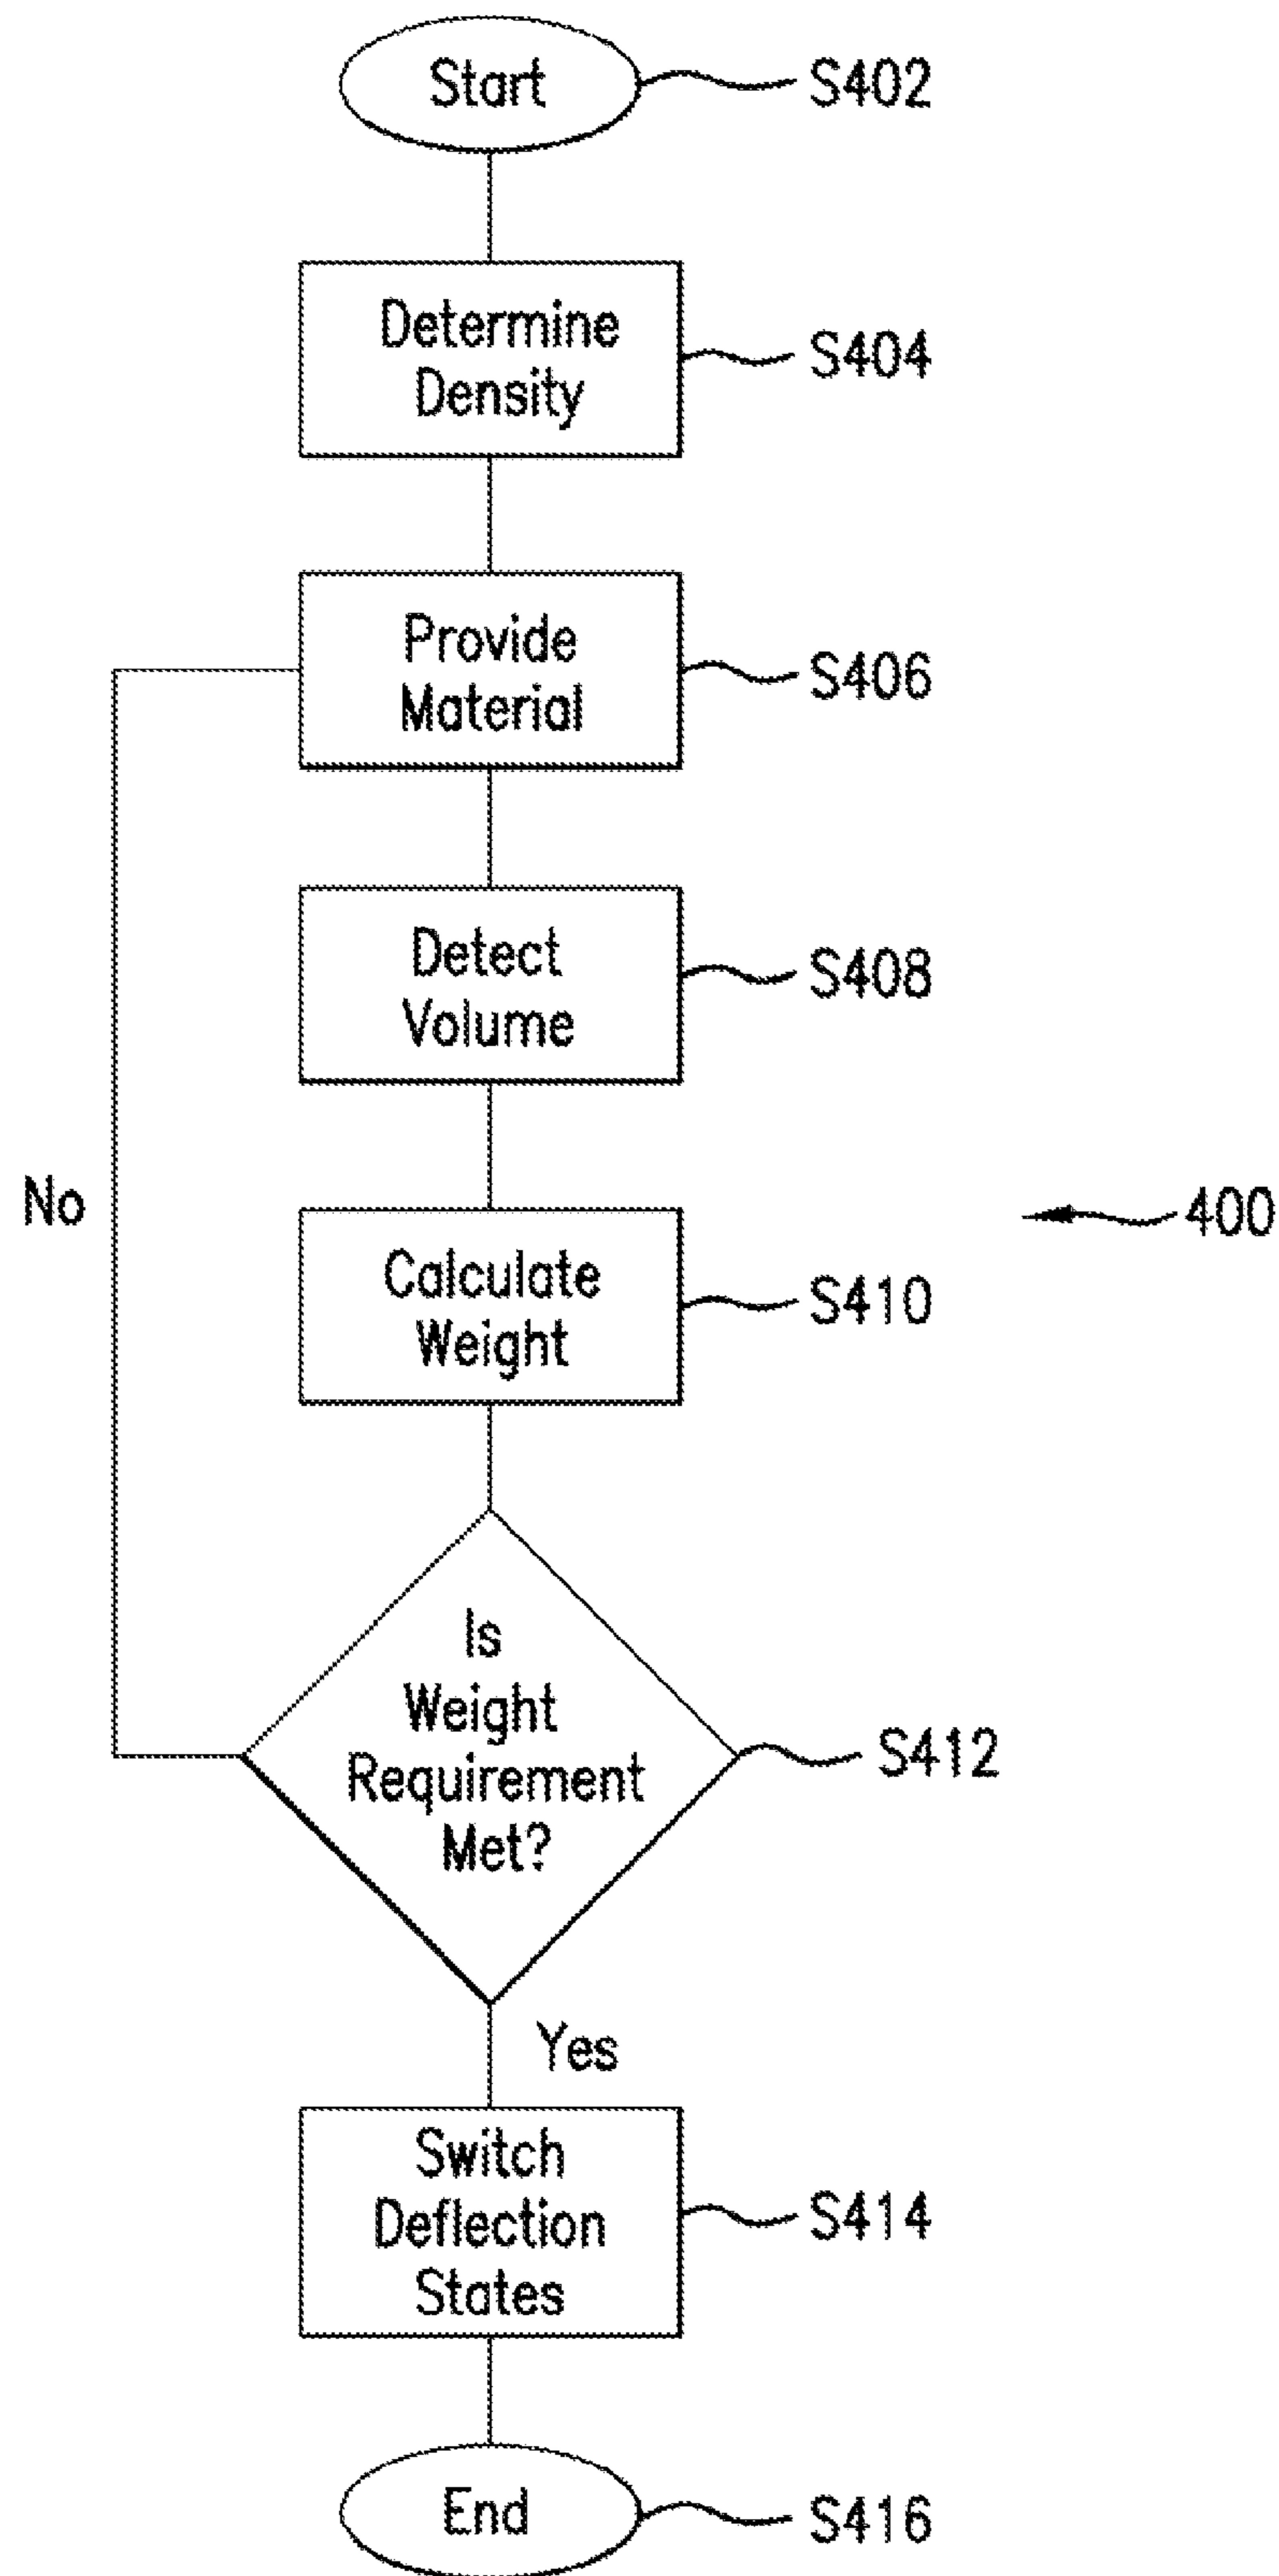 Start
S402
Determine
Density
S404
Provide
Material
S406
Detect
Volume
S408
No
400
Calculate
Weight
S410
Is
Weight
Requirement
Met?
S412
Yes
Switch
Deflection
States
S414
End
S416